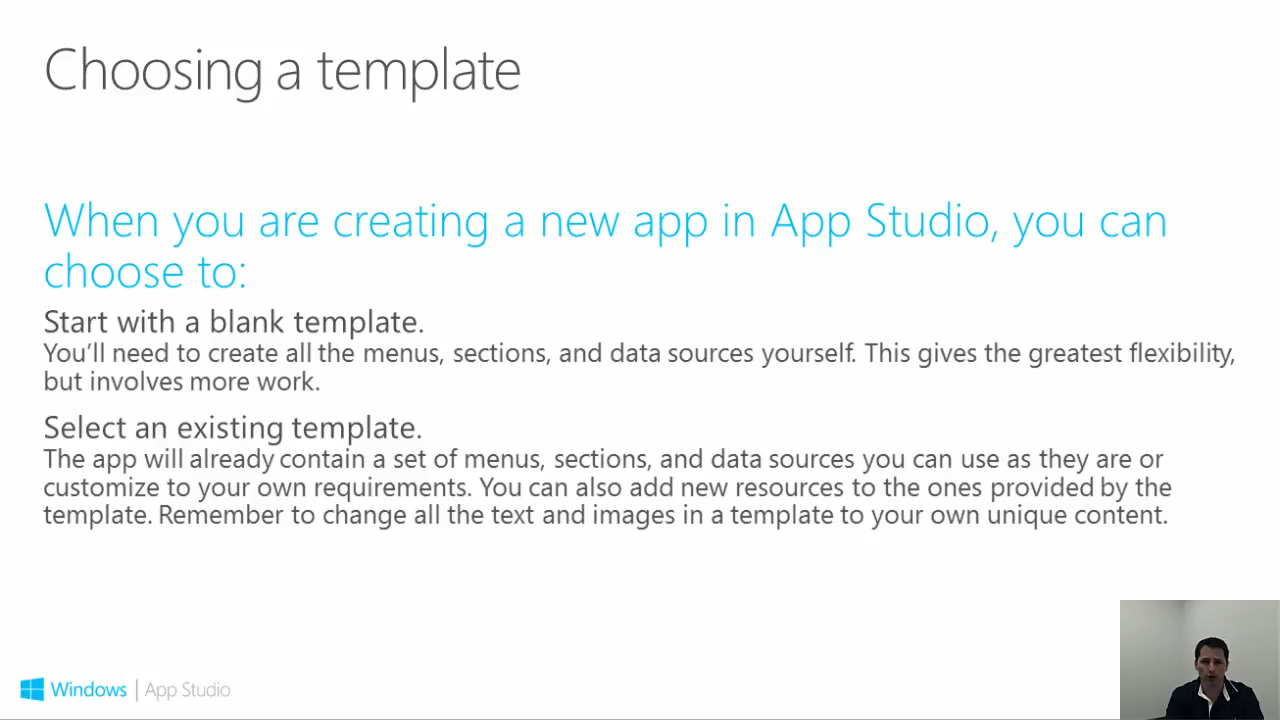 Choosing a template
When you are creating a new app in App Studio, you can
choose to:
Start with a blank template.
You’ll need to create all the menus, sections, and data sources yourself. This gives the greatest flexibility,
but involves more work.
Select an existing template.
The app will already contain a set of menus, sections, and data sources you can use as they are or
customize to your own requirements. You can also add new resources to the ones provided by the
template. Remember to change all the text and images in a template to your own unique content.
Windows | App Studio